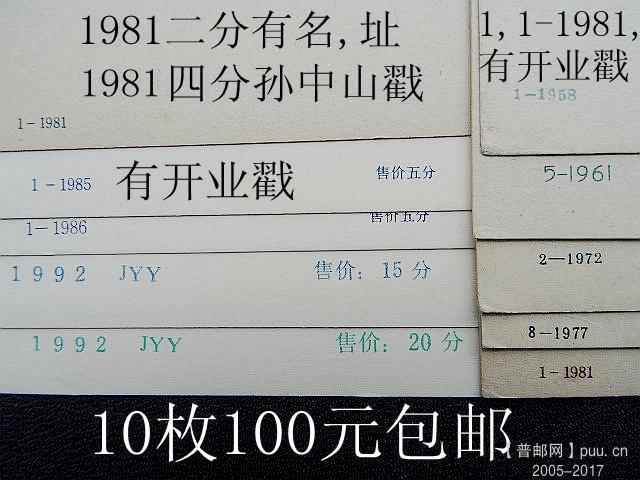 1981二分有名,址
1981四分孙中山戳
1-1981
1-1985 有开业戳 售价五分
1-1986 售价五分
1992 JYY 售价: 15 分
1992 JYY 售价: 20 分
1,1-1981,
有开业戳
1-1958
5-1961
2—1972
8—1977
1-1981
10枚100元包邮
【普邮网】puu.cn
2005-2017